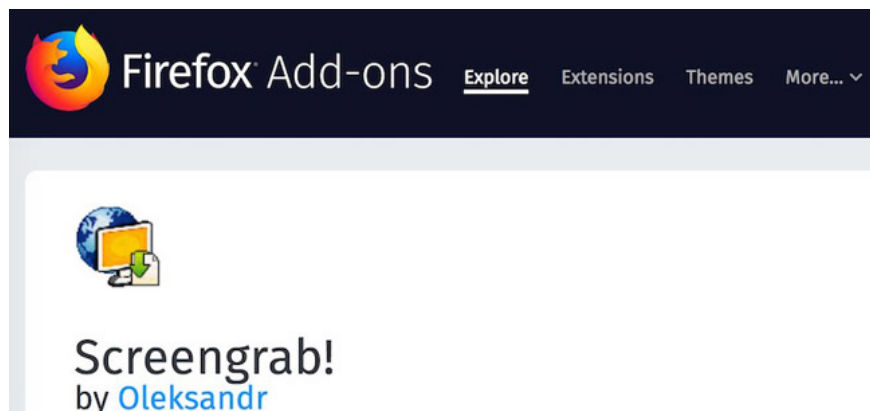 Firefox Add-ons Explore Extensions Themes More...
Screengrab!
by Oleksandr